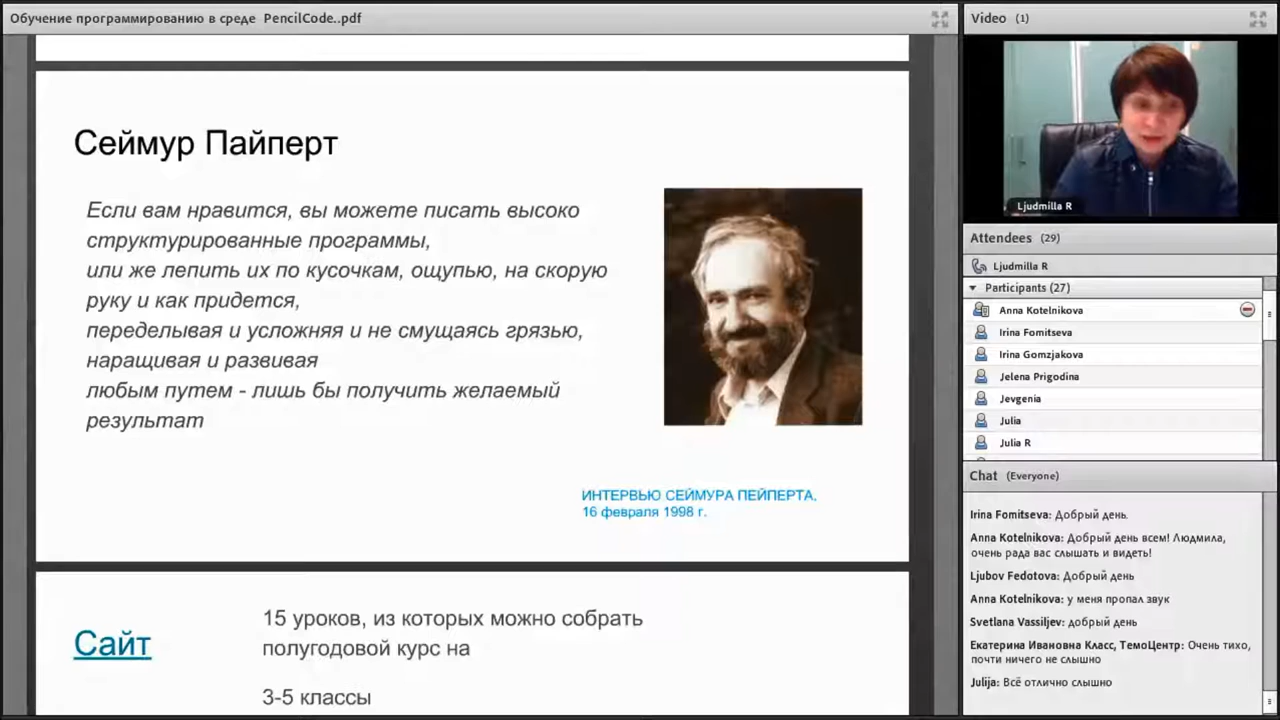 Обучение программированию в среде PencilCode..pdf
Сеймур Пайперт
Если вам нравится, вы можете писать высоко
структурированные программы,
или же лепить их по кусочкам, ощупью, на скорую
руку и как придется,
переделывая и усложняя и не смущаясь грязью,
наращивая и развивая
любым путем - лишь бы получить желаемый
результат
ИНТЕРВЬЮ СЕЙМУРА ПЕЙПЕРТА.
16 февраля 1998 г.
Сайт
15 уроков, из которых можно собрать
полугодовой курс на
3-5 классы
Video (1)
Ljudmilla R
Attendees (29)
Ljudmilla R
Participants (27)
Anna Kotelnikova
Irina Fomitseva
Irina Gomzjakova
Jelena Prigodina
Jevgenia
Julia
Julia R
Chat (Everyone)
Irina Fomitseva: Добрый день.
Anna Kotelnikova: Добрый день всем! Людмила,
очень рада вас слышать и видеть!
Ljubov Fedotova: Добрый день
Anna Kotelnikova: у меня пропал звук
Svetlana Vassiljev: добрый день
Екатерина Ивановна Класс, ТемоЦентр: Очень тихо,
почти ничего не слышно
Julija: Всё отлично слышно